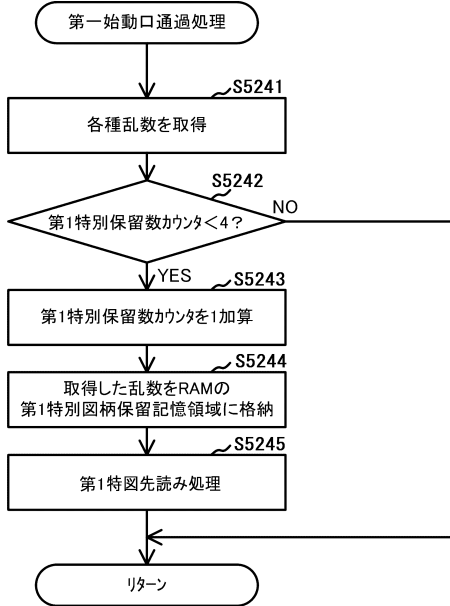 第一始動口通過処理
S5241
各種乱数を取得
S5242
第1特別保留数カウンタ＜4？
NO
YES
S5243
第1特別保留数カウンタを1加算
S5244
取得した乱数をRAMの
第1特別図柄保留記憶領域に格納
S5245
第1特図先読み処理
リターン